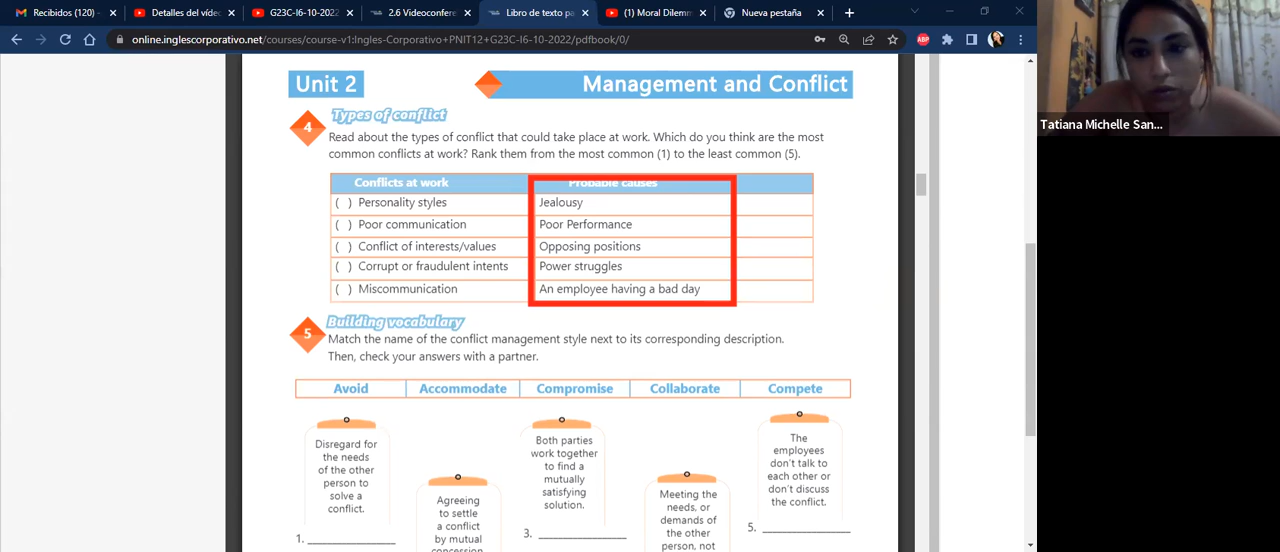 Recibidos (120) -
Detalles del víde
G23C-I6-10-2022
2.6 Videoconfere
Libro de texto pa
(1) Moral Dilemm
Nueva pestaña
online.inglescorporativo.net/courses/course-v1:Ingles-Corporativo+PNIT12+G23C-I6-10-2022/pdfbook/0/
ABP
Tatiana Michelle San...
Unit 2
Management and Conflict
4
Types of conflict
Read about the types of conflict that could take place at work. Which do you think are the most
common conflicts at work? Rank them from the most common (1) to the least common (5).
Conflicts at work Probable causes
( ) Personality styles Jealousy
( ) Poor communication Poor Performance
( ) Conflict of interests/values Opposing positions
( ) Corrupt or fraudulent intents Power struggles
( ) Miscommunication An employee having a bad day
5
Building vocabulary
Match the name of the conflict management style next to its corresponding description.
Then, check your answers with a partner.
Avoid Accommodate Compromise Collaborate Compete
Disregard for
the needs
of the other
person to
solve a
conflict.
1. ____________
Agreeing
to settle
a conflict
by mutual
concession
Both parties
work together
to find a
mutually
satisfying
solution.
3. ____________
Meeting the
needs, or
demands of
the other
person, not
The
employees
don't talk to
each other or
don't discuss
the conflict.
5. ____________